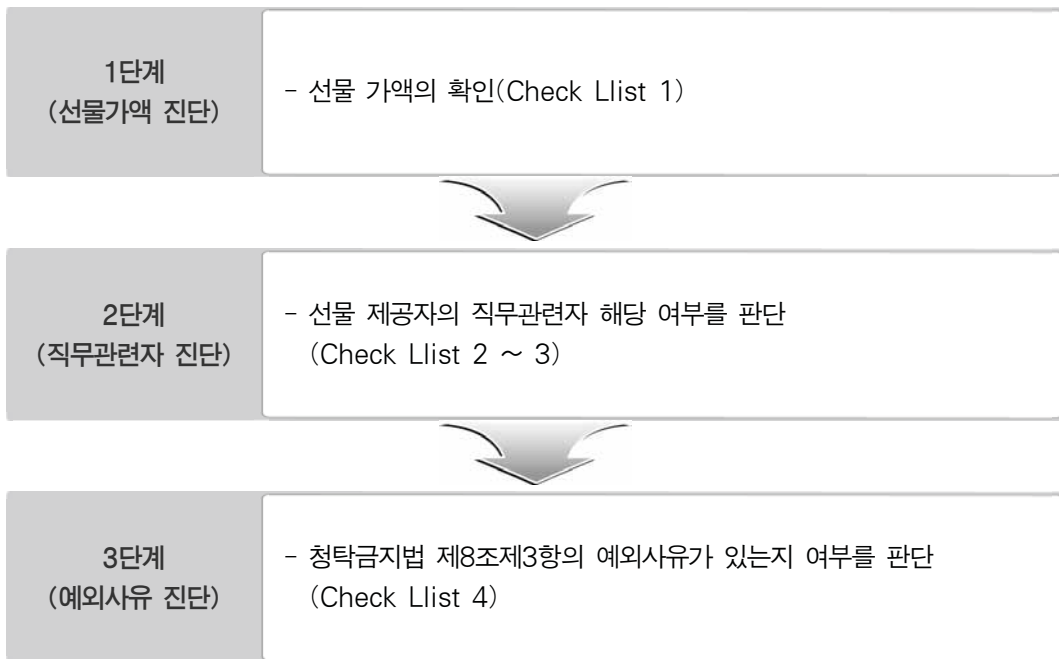 1단계
(선물가액 진단)
- 선물 가액의 확인(Check Llist 1)
2단계
(직무관련자 진단)
- 선물 제공자의 직무관련자 해당 여부를 판단
(Check Llist 2 ~ 3)
3단계
(예외사유 진단)
- 청탁금지법 제8조제3항의 예외사유가 있는지 여부를 판단
(Check Llist 4)